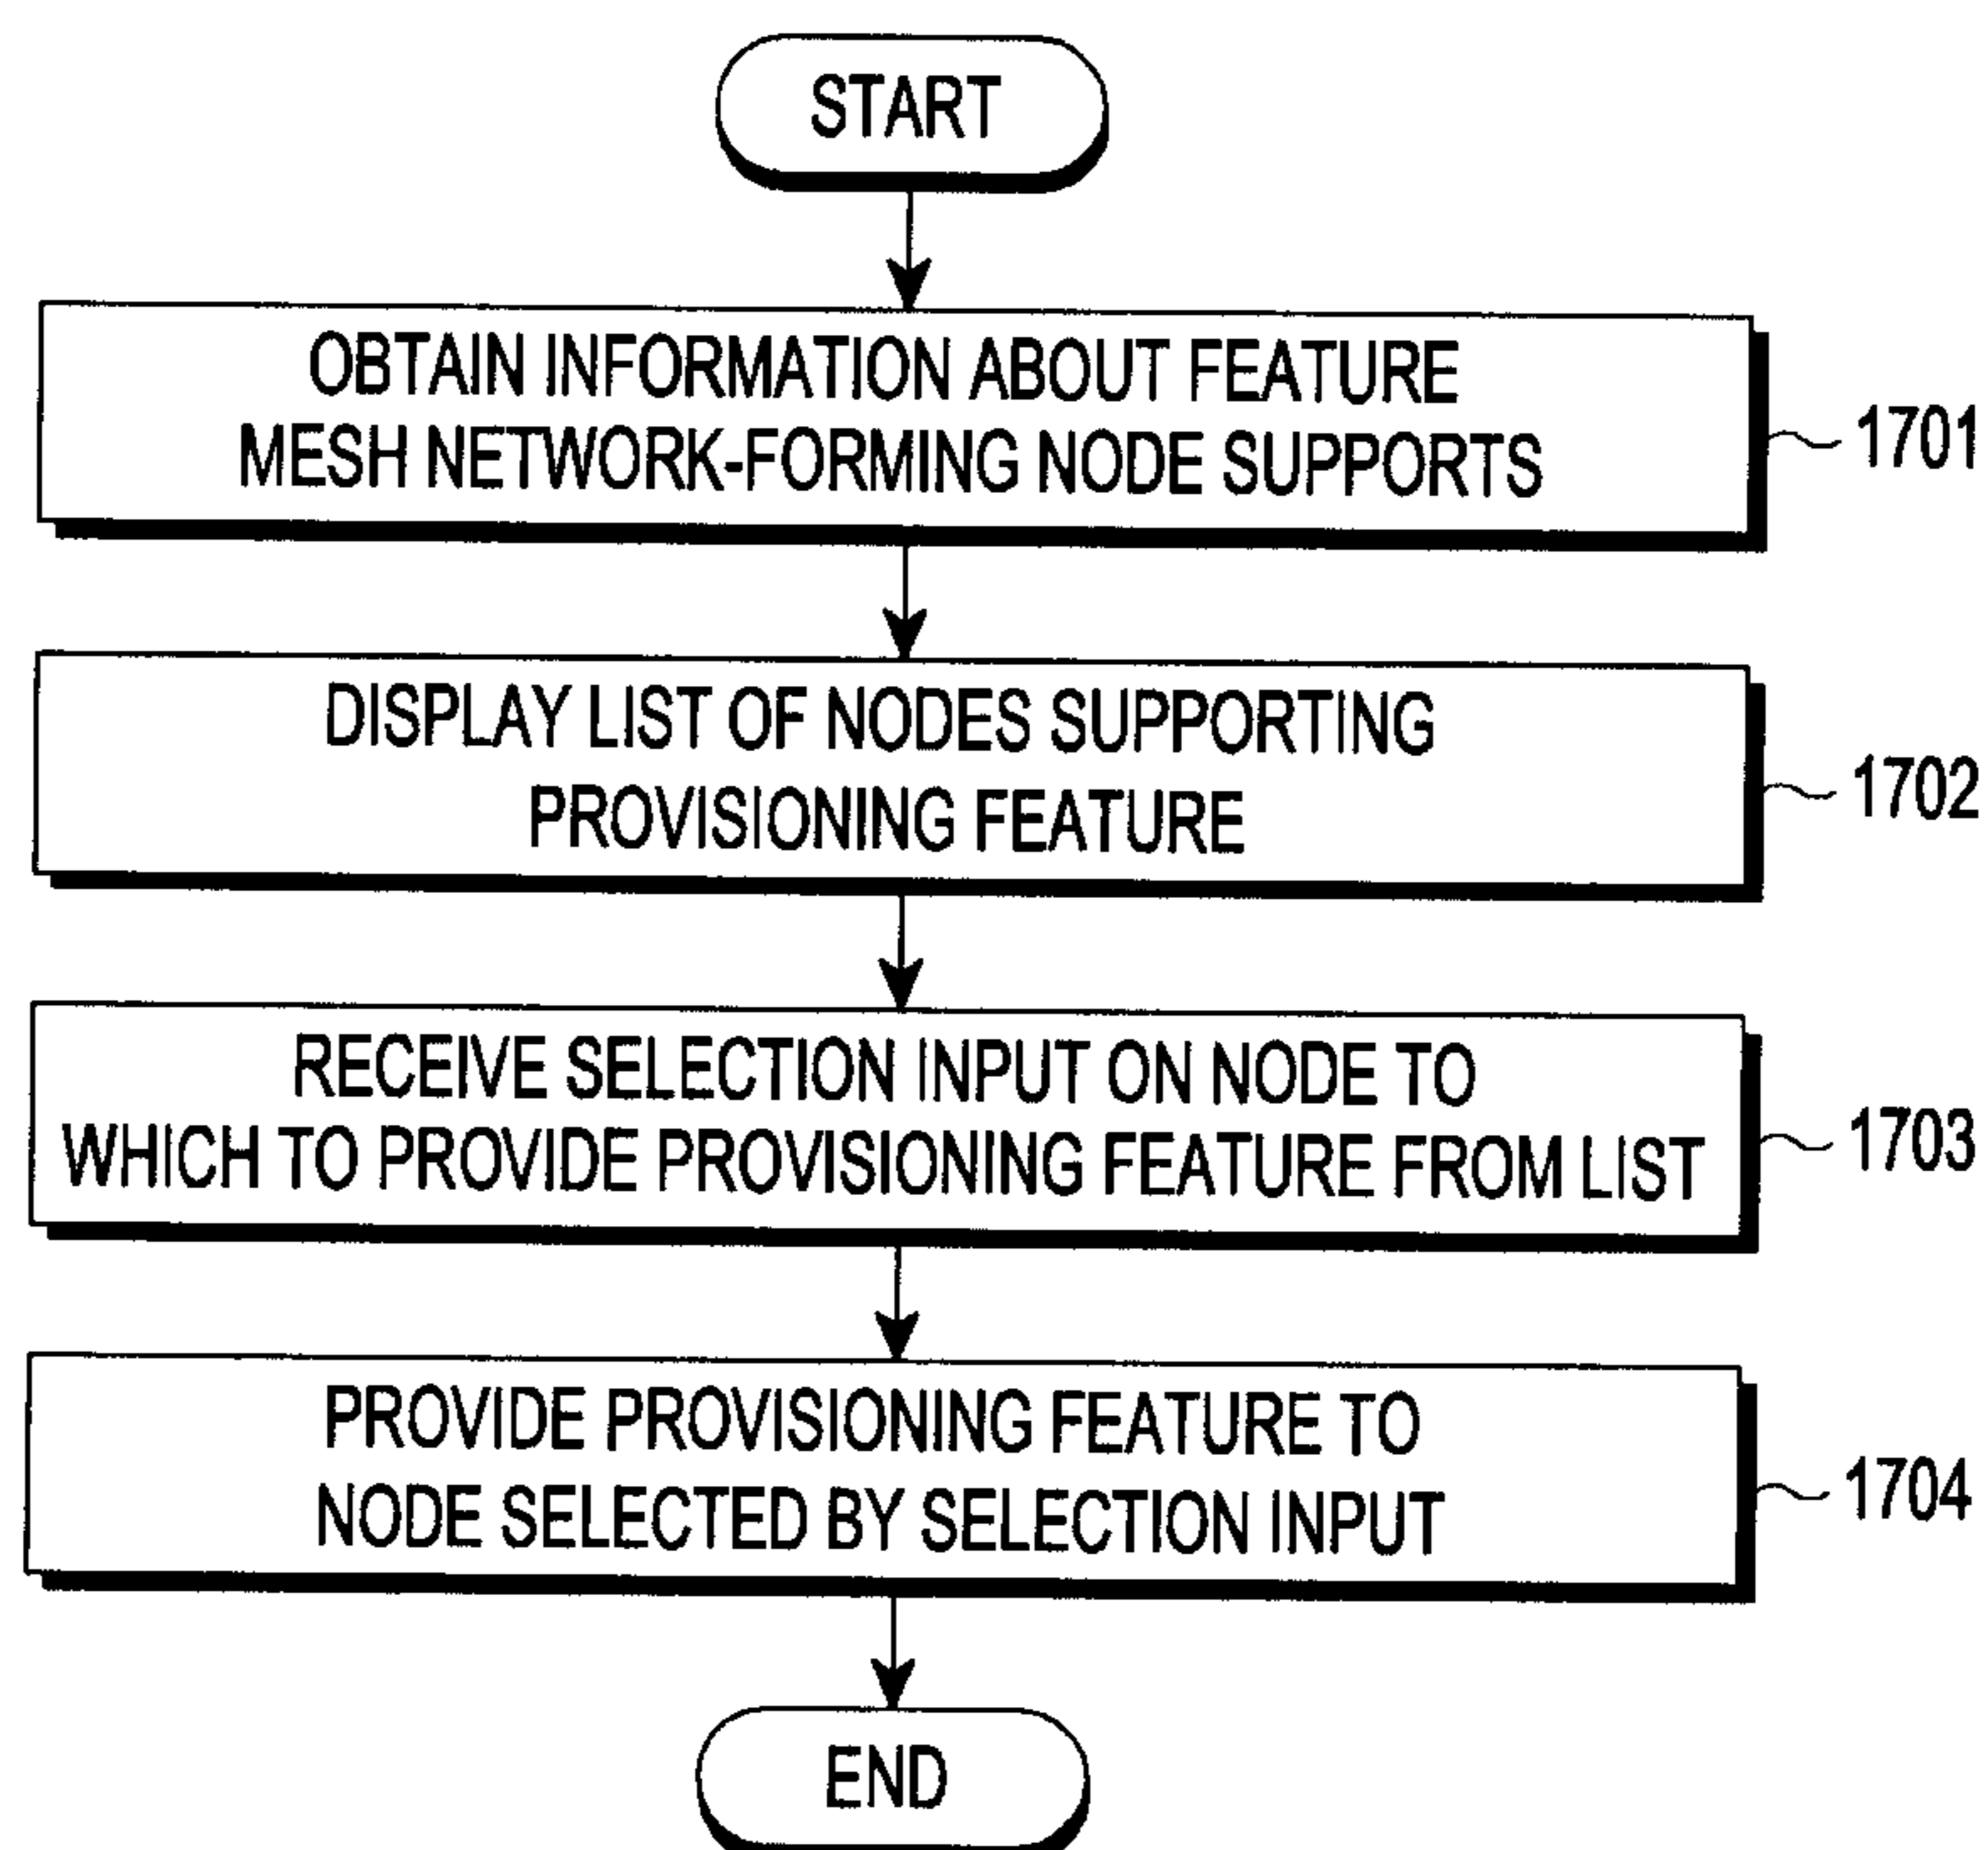 START
OBTAIN INFORMATION ABOUT FEATURE
MESH NETWORK-FORMING NODE SUPPORTS
1701
DISPLAY LIST OF NODES SUPPORTING
PROVISIONING FEATURE
1702
RECEIVE SELECTION INPUT ON NODE TO
WHICH TO PROVIDE PROVISIONING FEATURE FROM LIST
1703
PROVIDE PROVISIONING FEATURE TO
NODE SELECTED BY SELECTION INPUT
1704
END